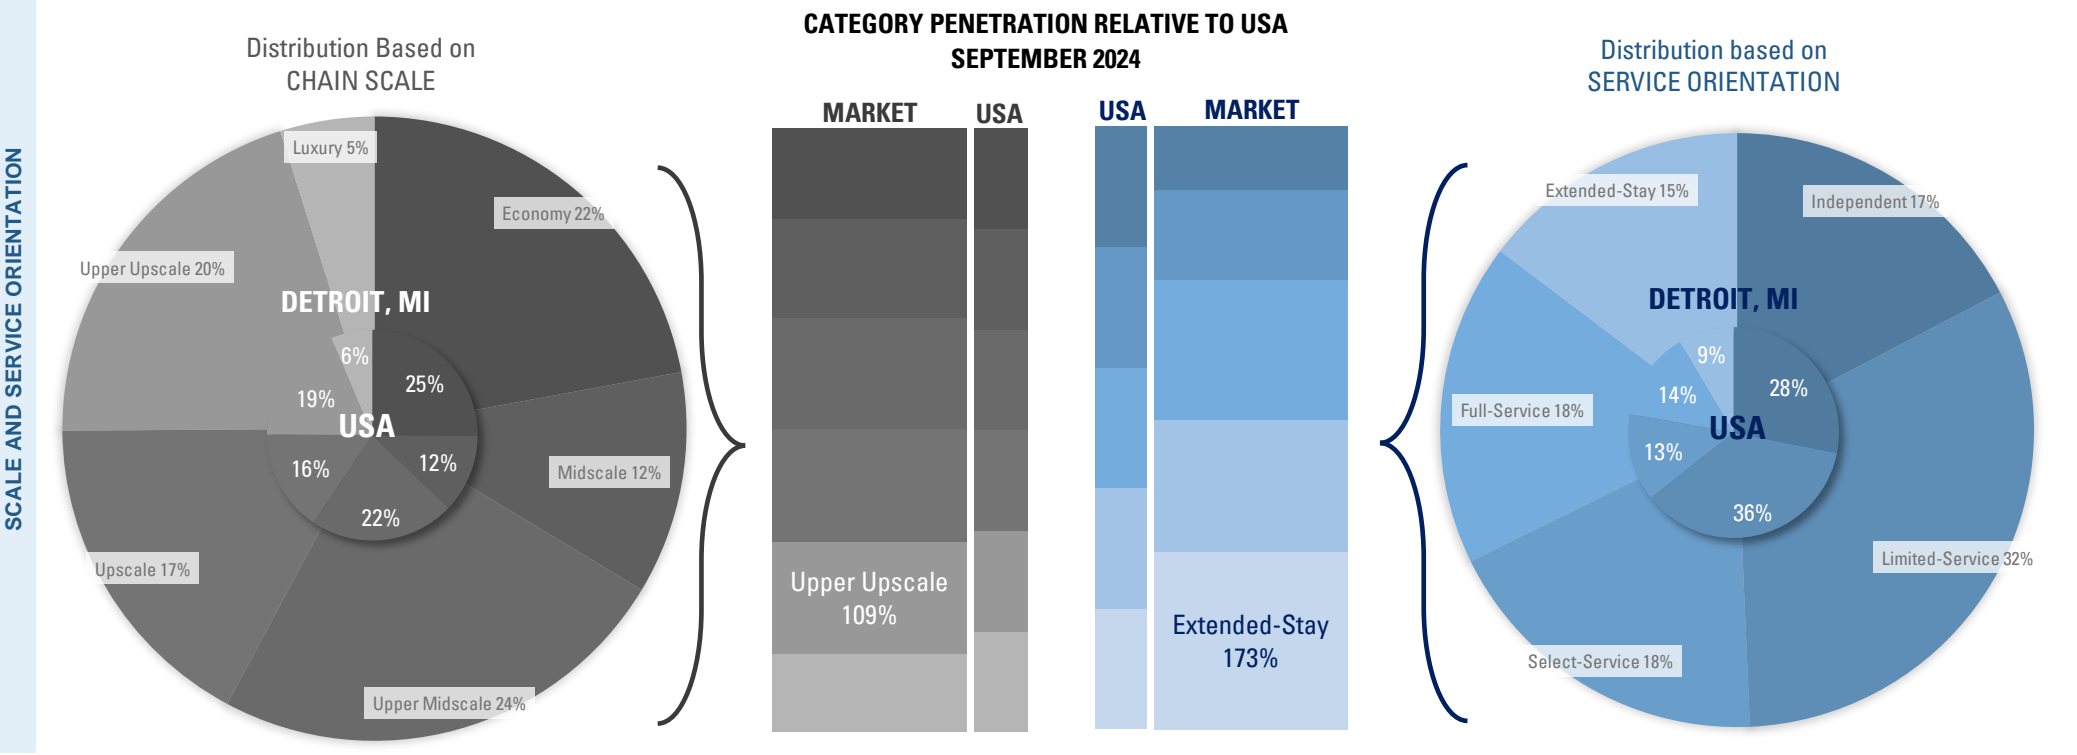 SCALE AND SERVICE ORIENTATION
Distribution Based on
CHAIN SCALE
Luxury 5%
Economy 22%
Upper Upscale 20%
DETROIT, MI
6%
25%
19%
USA
16%
12%
22%
Midscale 12%
Upscale 17%
Upper Midscale 24%
CATEGORY PENETRATION RELATIVE TO USA
SEPTEMBER 2024
MARKET
USA
USA
MARKET
Upper Upscale
109%
Extended-Stay
173%
Distribution based on
SERVICE ORIENTATION
Extended-Stay 15%
Independent 17%
DETROIT, MI
9%
28%
14%
Full-Service 18%
USA
13%
36%
Limited-Service 32%
Select-Service 18%